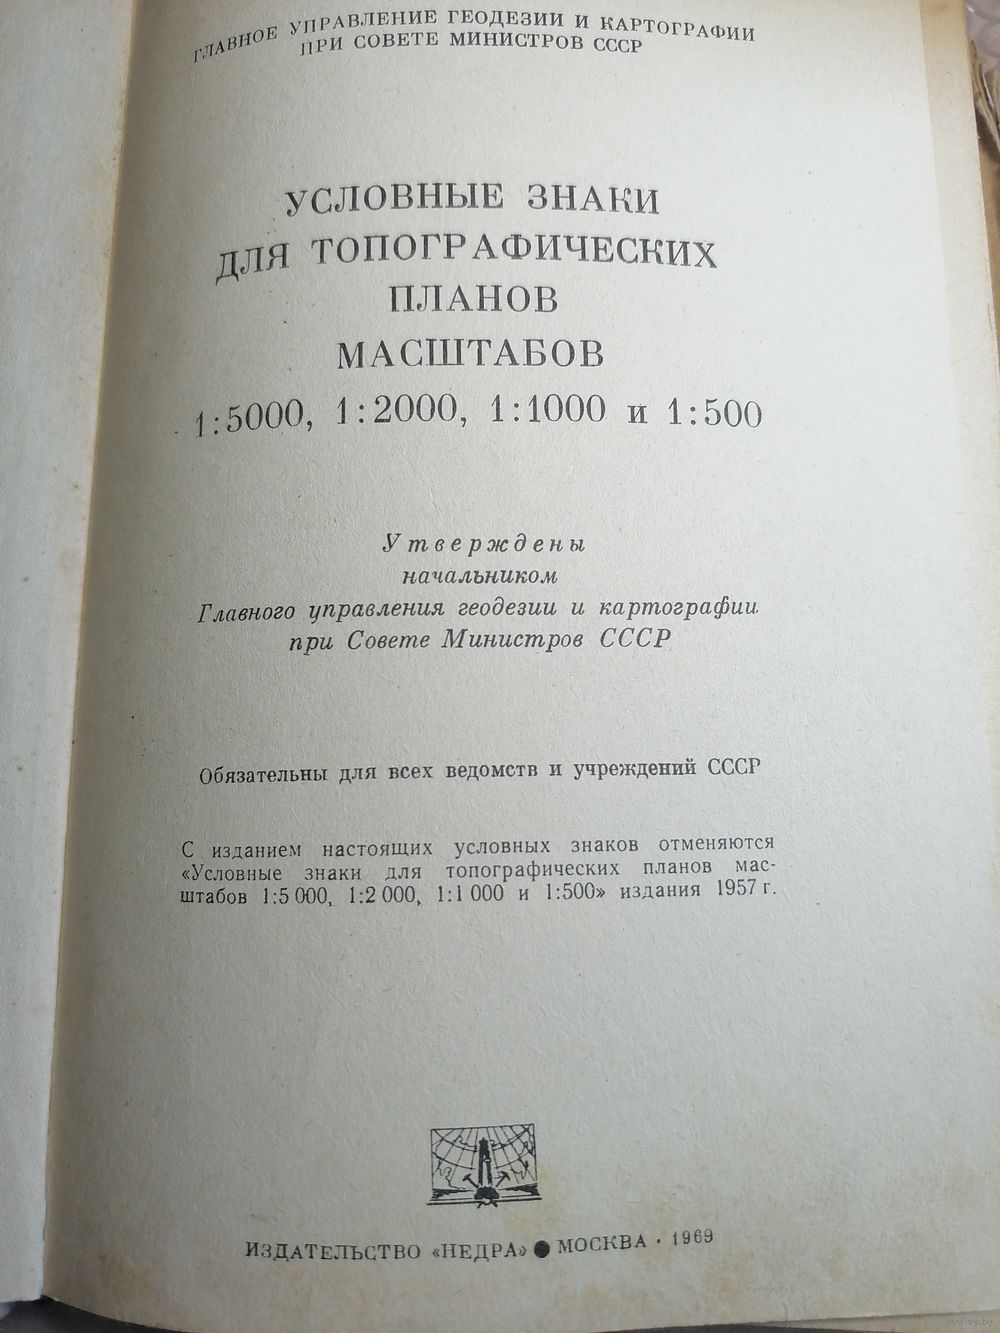 ГЛАВНОЕ УПРАВЛЕНИЕ ГЕОДЕЗИИ И КАРТОГРАФИИ
ПРИ СОВЕТЕ МИНИСТРОВ СССР
УСЛОВНЫЕ ЗНАКИ
ДЛЯ ТОПОГРАФИЧЕСКИХ
ПЛАНОВ
МАСШТАБОВ
1:5000, 1:2000, 1:1000 и 1:500
Утверждены
начальником
Главного управления геодезии и картографии
при Совете Министров СССР
Обязательны для всех ведомств и учреждений СССР
С изданием настоящих условных знаков отменяются
«Условные знаки для топографических планов мас-
штабов 1:5 000, 1:2 000, 1:1 000 и 1:500» издания 1957 г.
ИЗДАТЕЛЬСТВО «НЕДРА» ● МОСКВА · 1969
www.ay.by